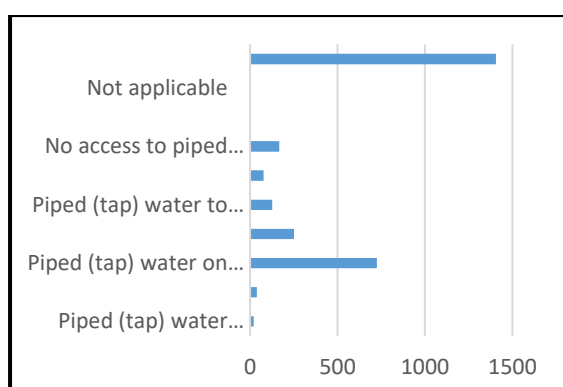 Not applicable
No access to piped...
Piped (tap) water to...
Piped (tap) water on...
Piped (tap) water...
0 500 1000 1500